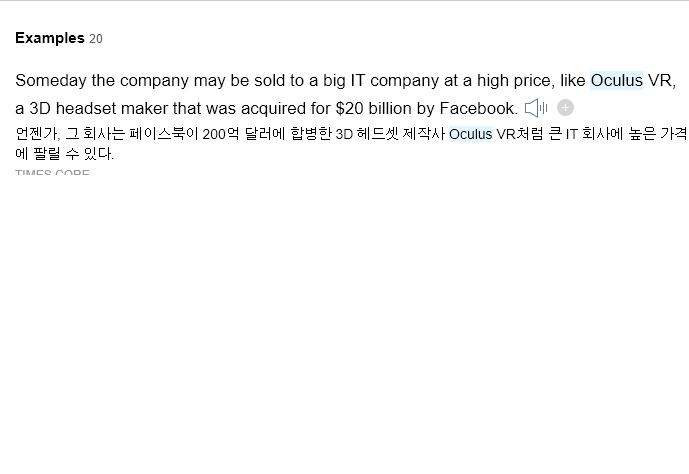 Examples 20
Someday the company may be sold to a big IT company at a high price, like Oculus VR,
a 3D headset maker that was acquired for $20 billion by Facebook.
언젠가, 그 회사는 페이스북이 200억 달러에 합병한 3D 헤드셋 제작사 Oculus VR처럼 큰 IT 회사에 높은 가격
에 팔릴 수 있다.
TIMES CORE